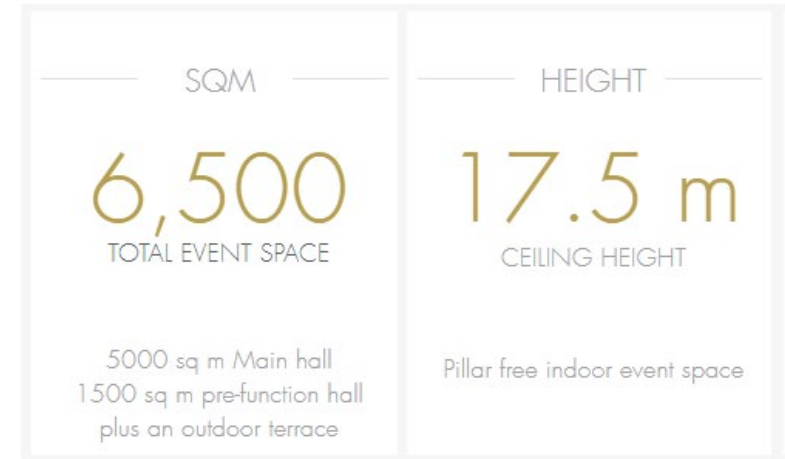 SQM
6,500
TOTAL EVENT SPACE
5000 sq m Main hall
1500 sq m pre-function hall
plus an outdoor terrace
HEIGHT
17.5 m
CEILING HEIGHT
Pillar free indoor event space